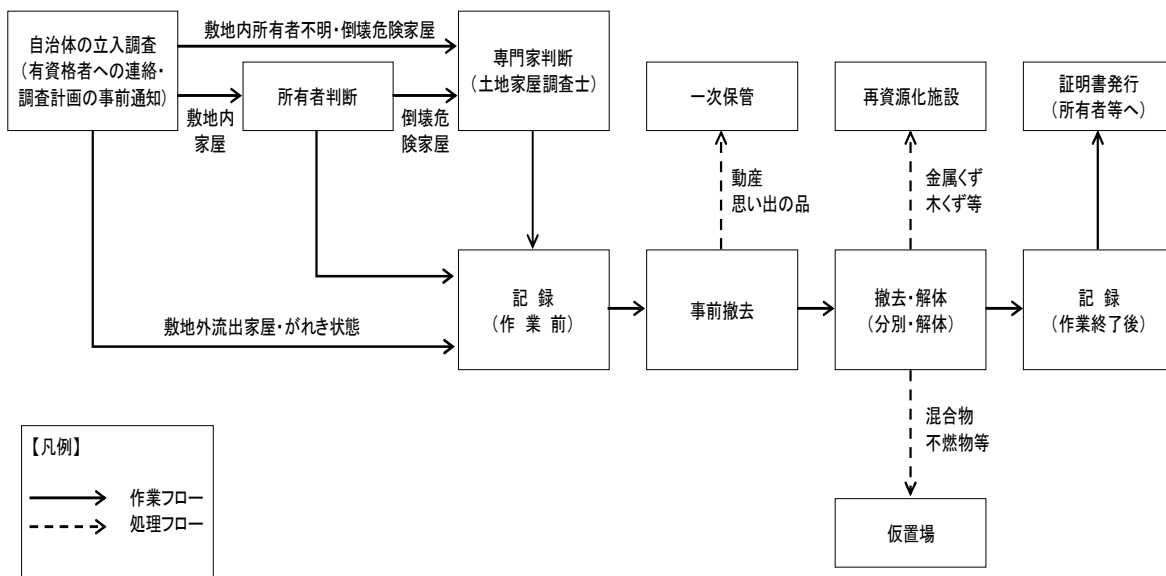 敷地内所有者不明・倒壊危険家屋
自治体の立入調査
(有資格者への連絡・
調査計画の事前通知)
敷地内
家屋
所有者判断
倒壊危
険家屋
専門家判断
(土地家屋調査士)
一次保管
再資源化施設
証明書発行
(所有者等へ)
動産
思い出の品
金属くず
木くず等
敷地外流出家屋・がれき状態
記 録
(作 業 前)
事前撤去
撤去・解体
(分別・解体)
記 録
(作業終了後)
混合物
不燃物等
仮置場
【凡例】
作業フロー
処理フロー